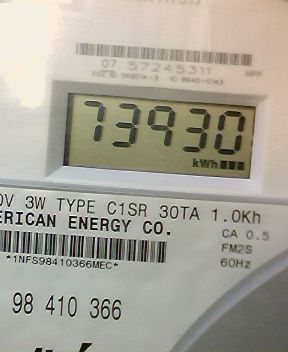 07 57245311
73930
kWh
0V 3W TYPE C1SR 30TA 1.0Kh
ERICAN ENERGY CO.
CA 0.5
FM2S
60Hz
*1NFS98410366MEC*
98 410 366